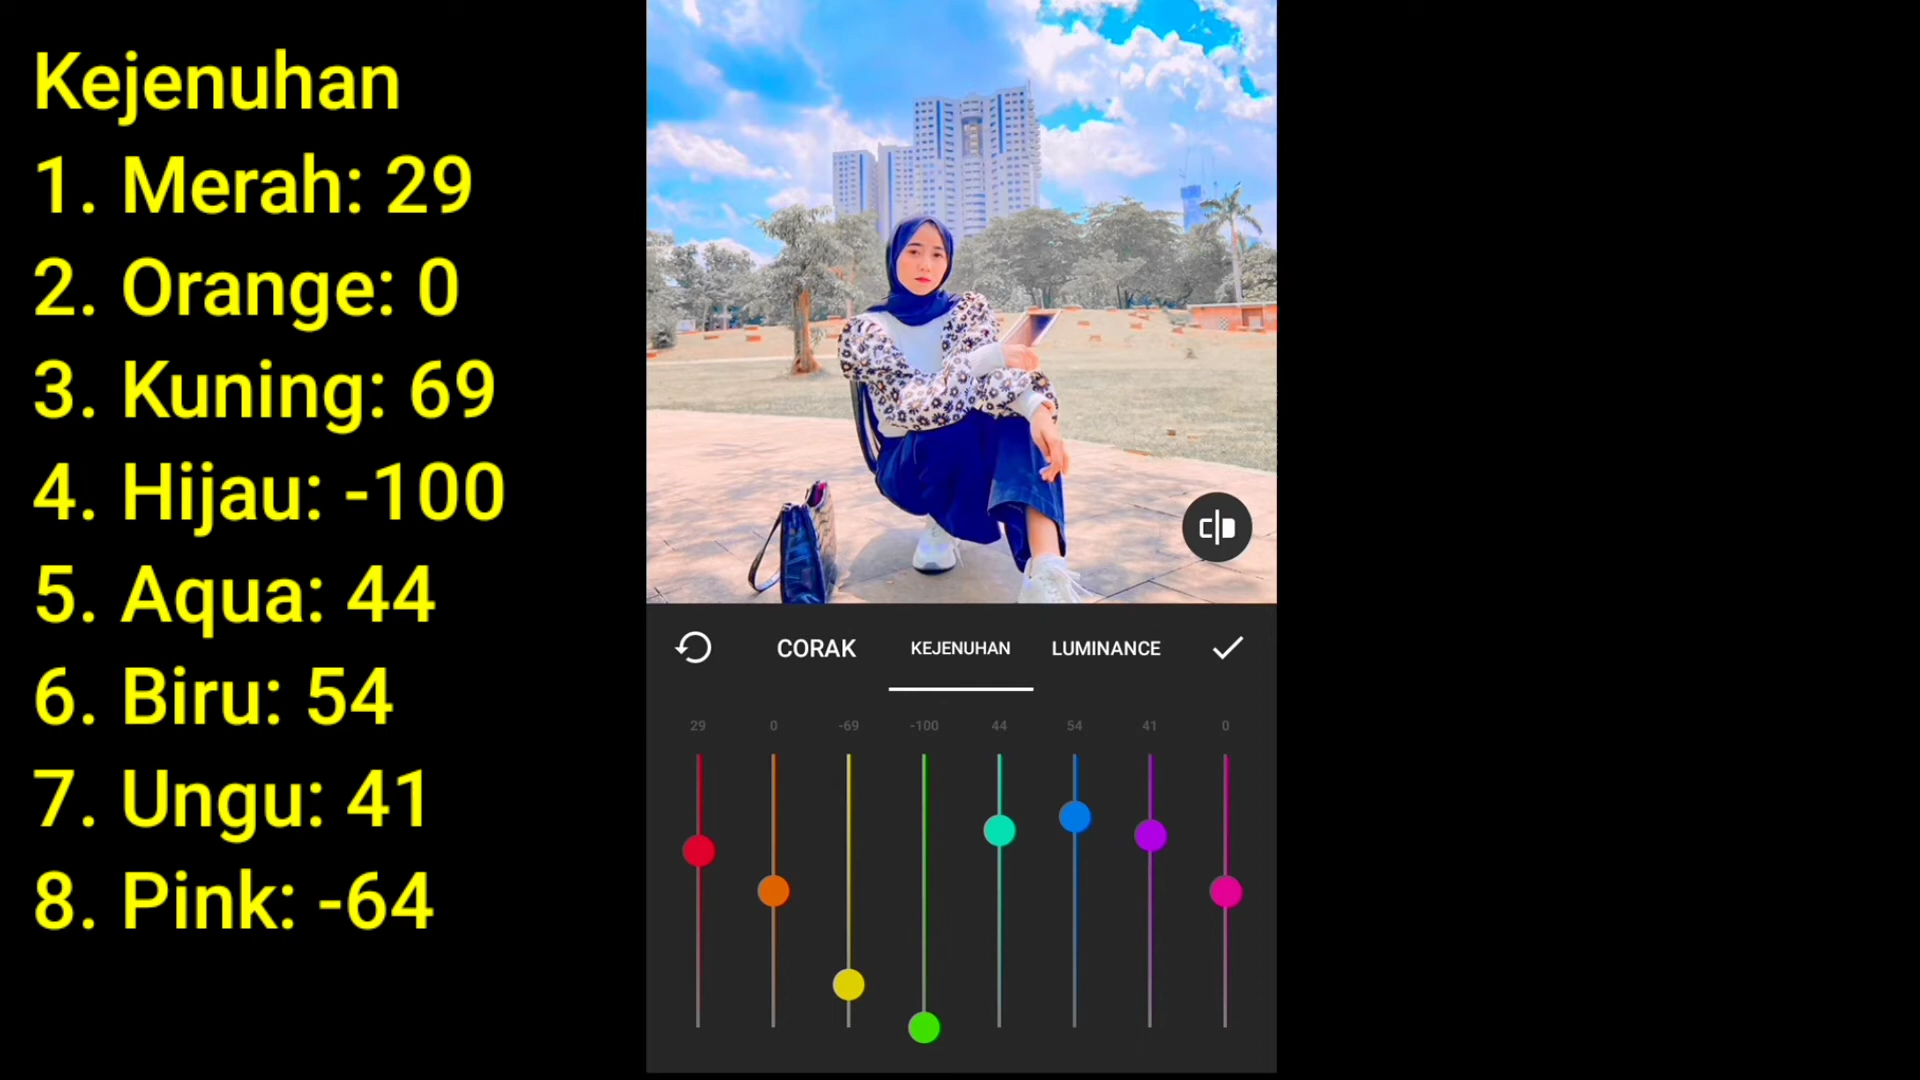 Kejenuhan
1. Merah: 29
2. Orange: 0
3. Kuning: 69
4. Hijau: -100
5. Aqua: 44
6. Biru: 54
7. Ungu: 41
8. Pink: -64
CORAK KEJENUHAN LUMINANCE
29 0 -69 -100 44 54 41 0